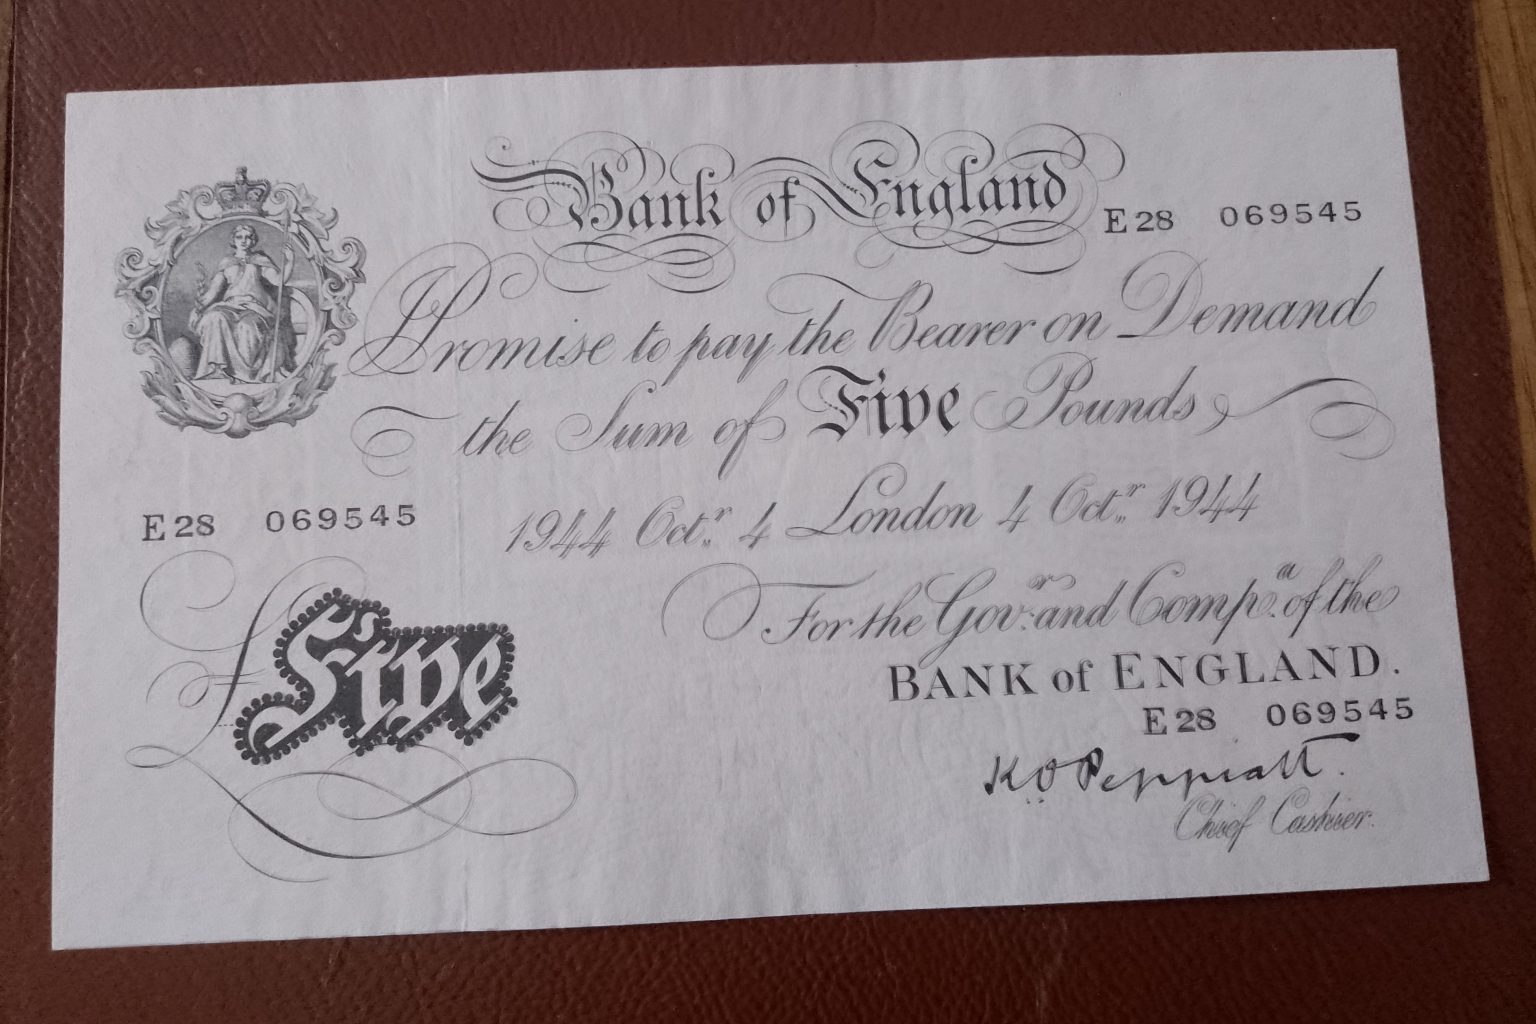 Bank of England
E28 069545
I Promise to pay the Bearer on Demand
the Sum of Five Pounds
E28 069545
1944 Octr. 4 London 4 Octr. 1944
For the Govr. and Compa. of the
BANK of ENGLAND.
£Five
E28 069545
K O Peppiatt.
Chief Cashier.